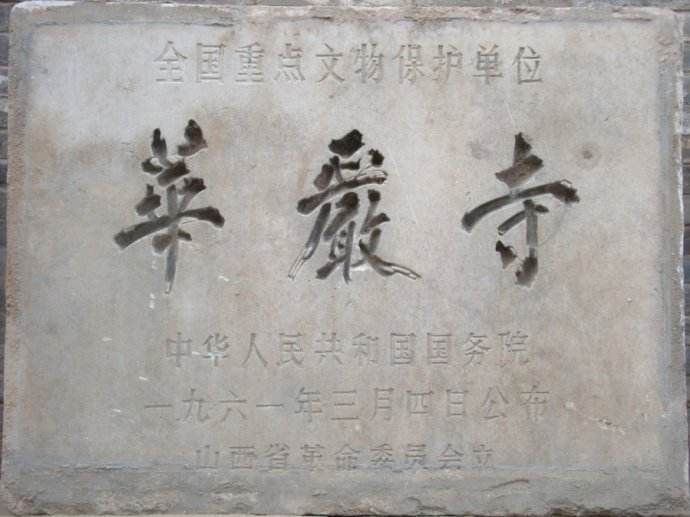 全国重点文物保护单位
華嚴寺
中华人民共和国国务院
一九六一年三月四日公布
山西省革命委员会立